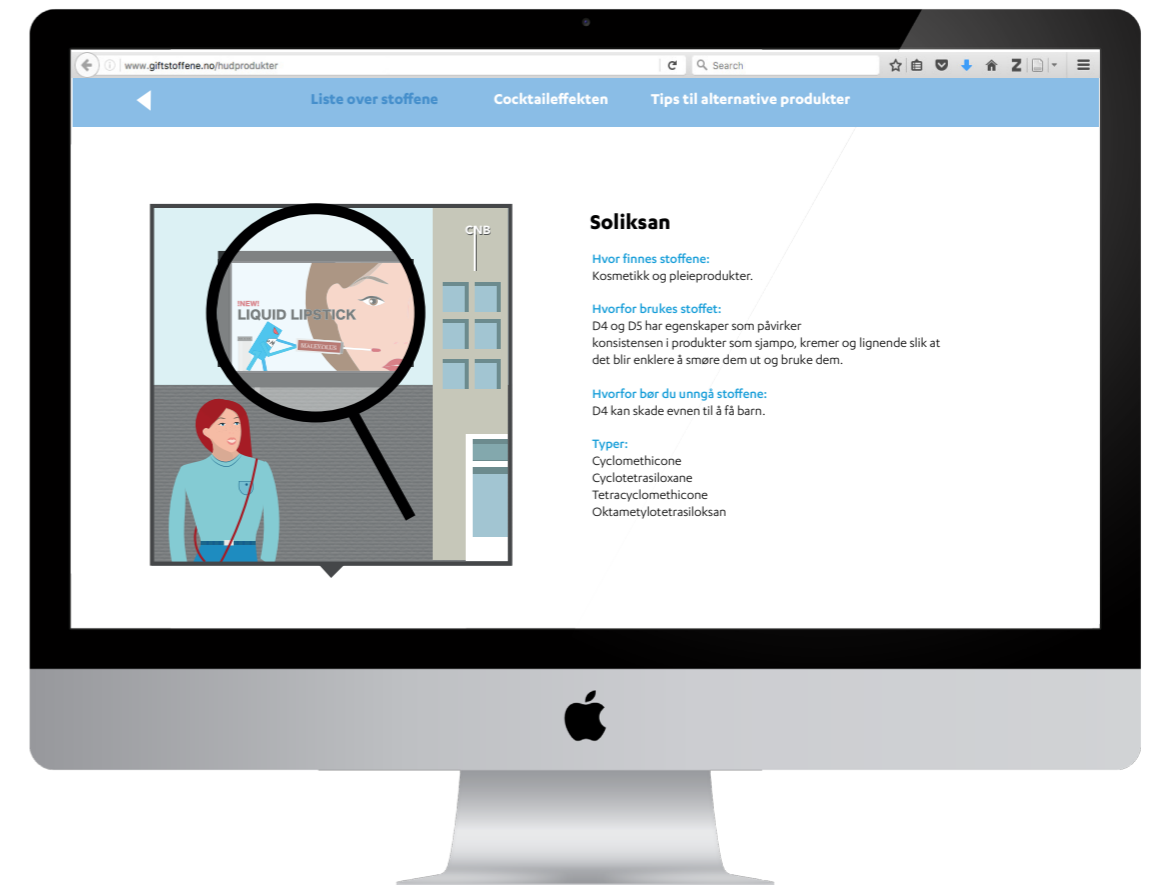 www.giftstoffene.no/hudprodukter
Search
Liste over stoffene
Cocktaileffekten
Tips til alternative produkter
CNB
!NEW!
LIQUID LIPSTICK
Soliksan
Hvor finnes stoffene:
Kosmetikk og pleieprodukter.
Hvorfor brukes stoffet:
D4 og D5 har egenskaper som påvirker
konsistensen i produkter som sjampo, kremer og lignende slik at
det blir enklere å smøre dem ut og bruke dem.
Hvorfor bør du unngå stoffene:
D4 kan skade evnen til å få barn.
Typer:
Cyclomethicone
Cyclotetrasiloxane
Tetracyclomethicone
Oktametylotetrasiloksan